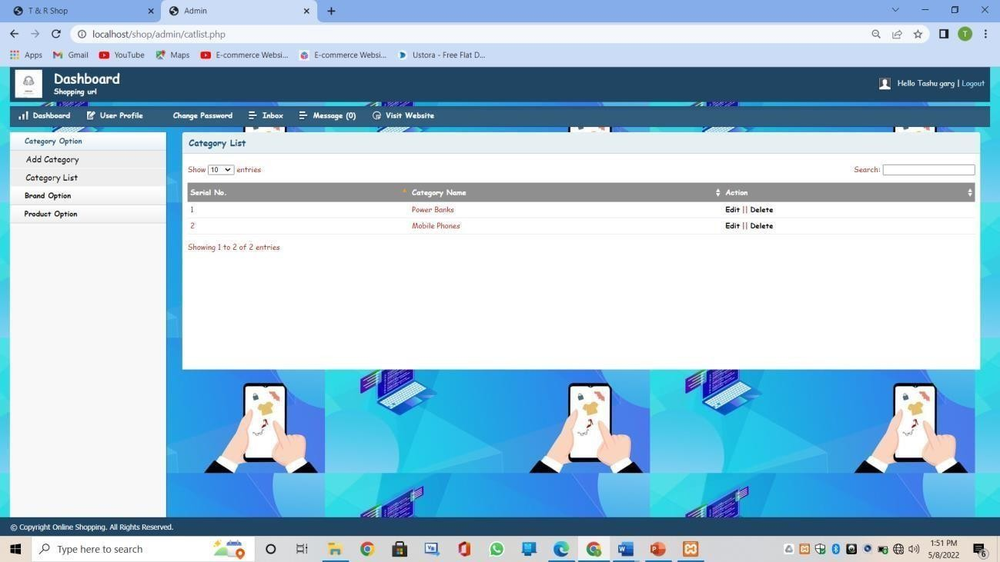 T & R Shop
Admin
localhost/shop/admin/catlist.php
T
Apps
Gmail
YouTube
Maps
E-commerce Websi...
E-commerce Websi...
Ustora - Free Flat D...
Dashboard
Shopping url
Hello Tashu garg | Logout
Dashboard
User Profile
Change Password
Inbox
Message (0)
Visit Website
Category Option
Add Category
Category List
Brand Option
Product Option
Category List
Show 10 entries
Search:
Serial No. Category Name Action
1 Power Banks Edit || Delete
2 Mobile Phones Edit || Delete
Showing 1 to 2 of 2 entries
© Copyright Online Shopping. All Rights Reserved.
Type here to search
1:51 PM
5/8/2022
6